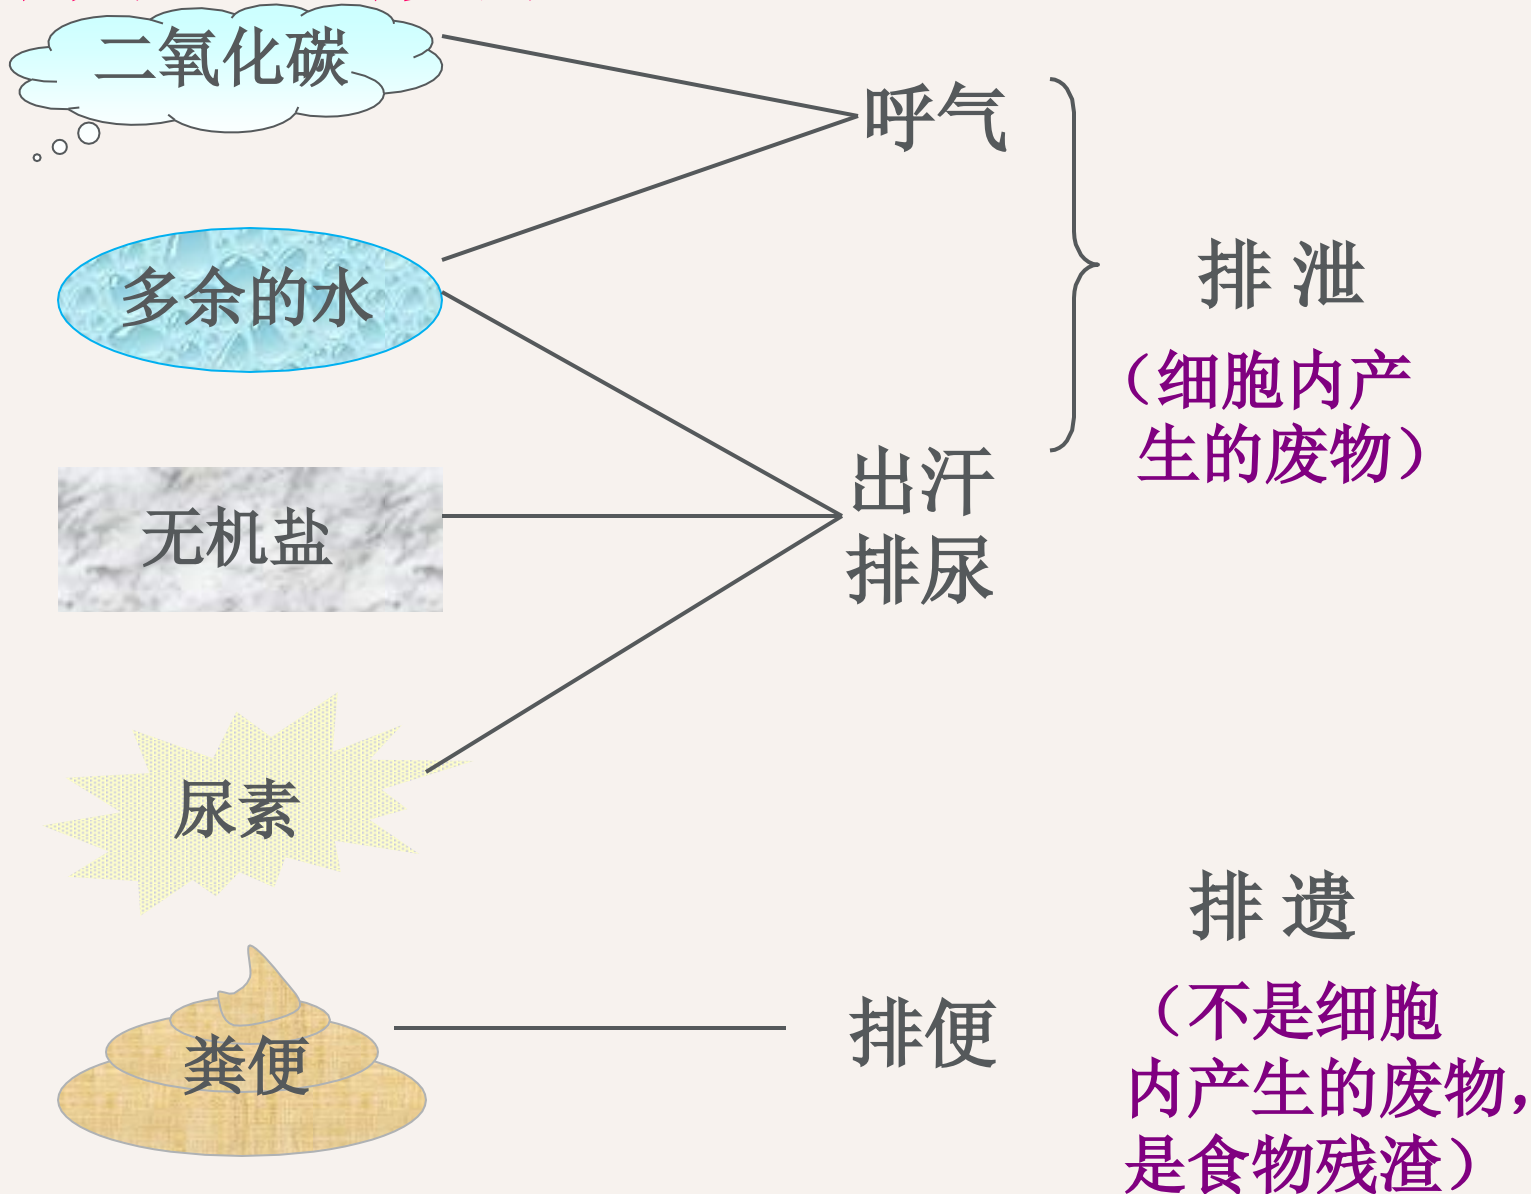 二氧化碳
呼气
排 泄
多余的水
（细胞内产
生的废物）
出汗
无机盐
排尿
尿素
排 遗
（不是细胞
排便
粪便
内产生的废物，
是食物残渣）